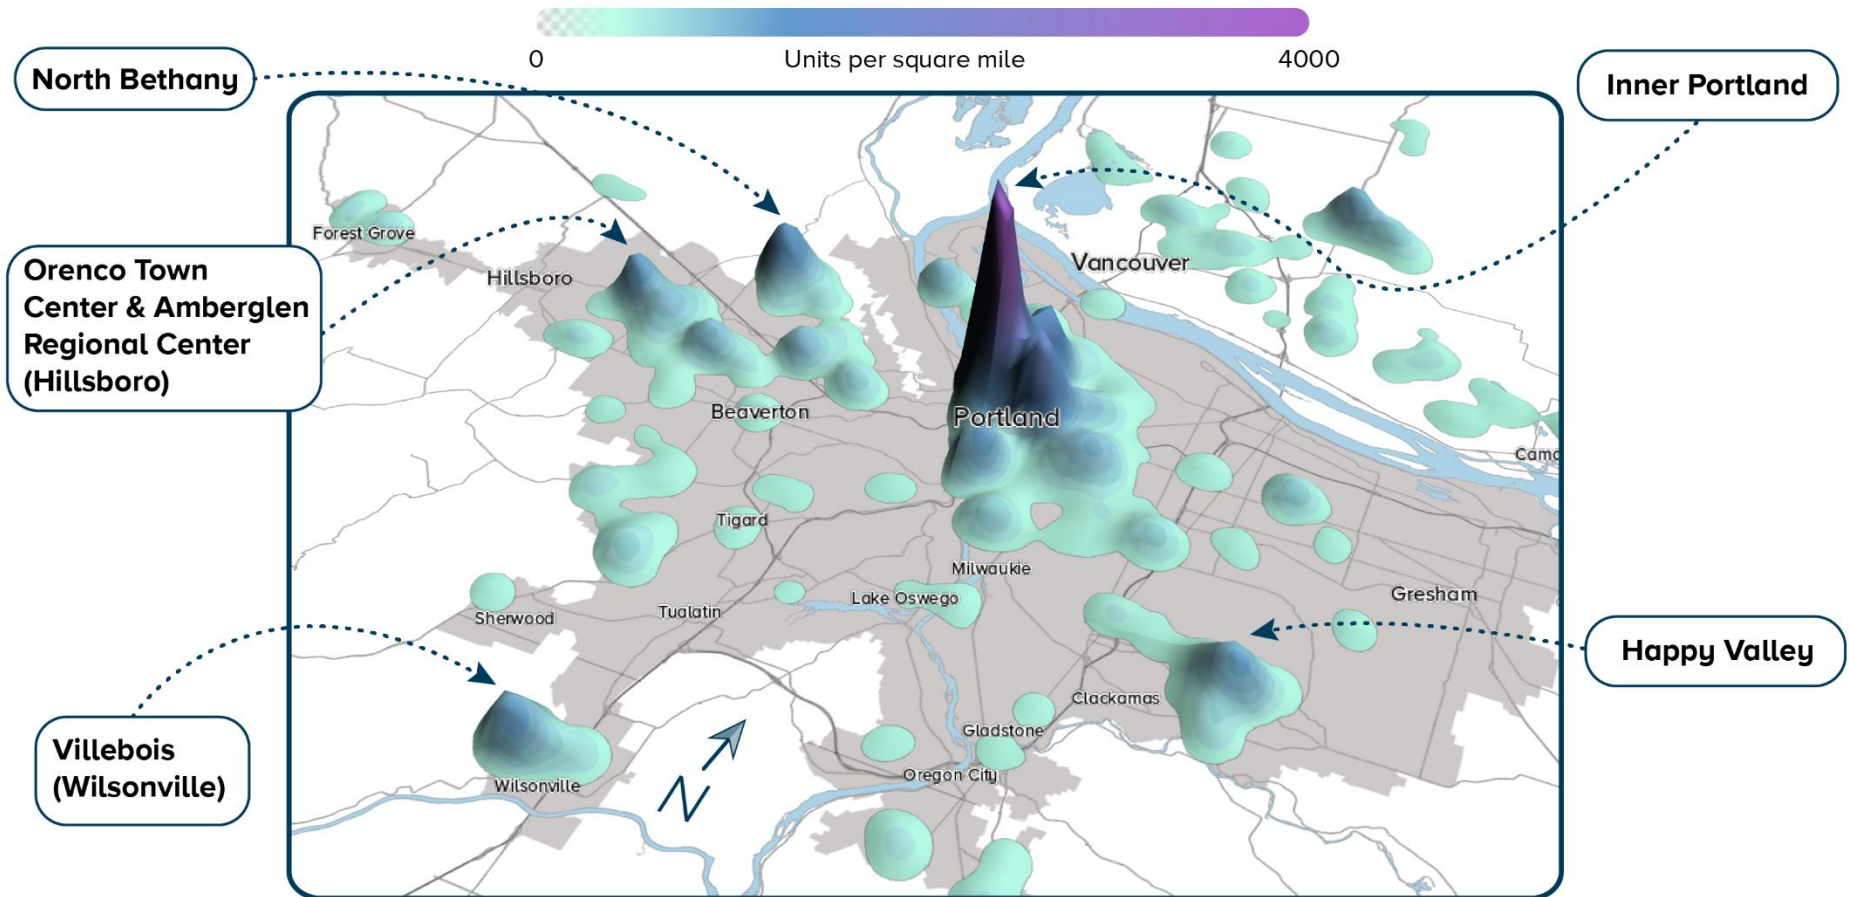 0
Units per square mile
4000
North Bethany
Inner Portland
Forest Grove
Orenco Town
Center & Amberglen
Regional Center
(Hillsboro)
Hillsboro
Vancouver
Beaverton
Portland
Camc
Tigard
Milwaukie
Lake Oswego
Gresham
Sherwood
Tualatin
Happy Valley
Clackamas
Gladstone
Villebois
(Wilsonville)
Oregon City
Wilsonville
N